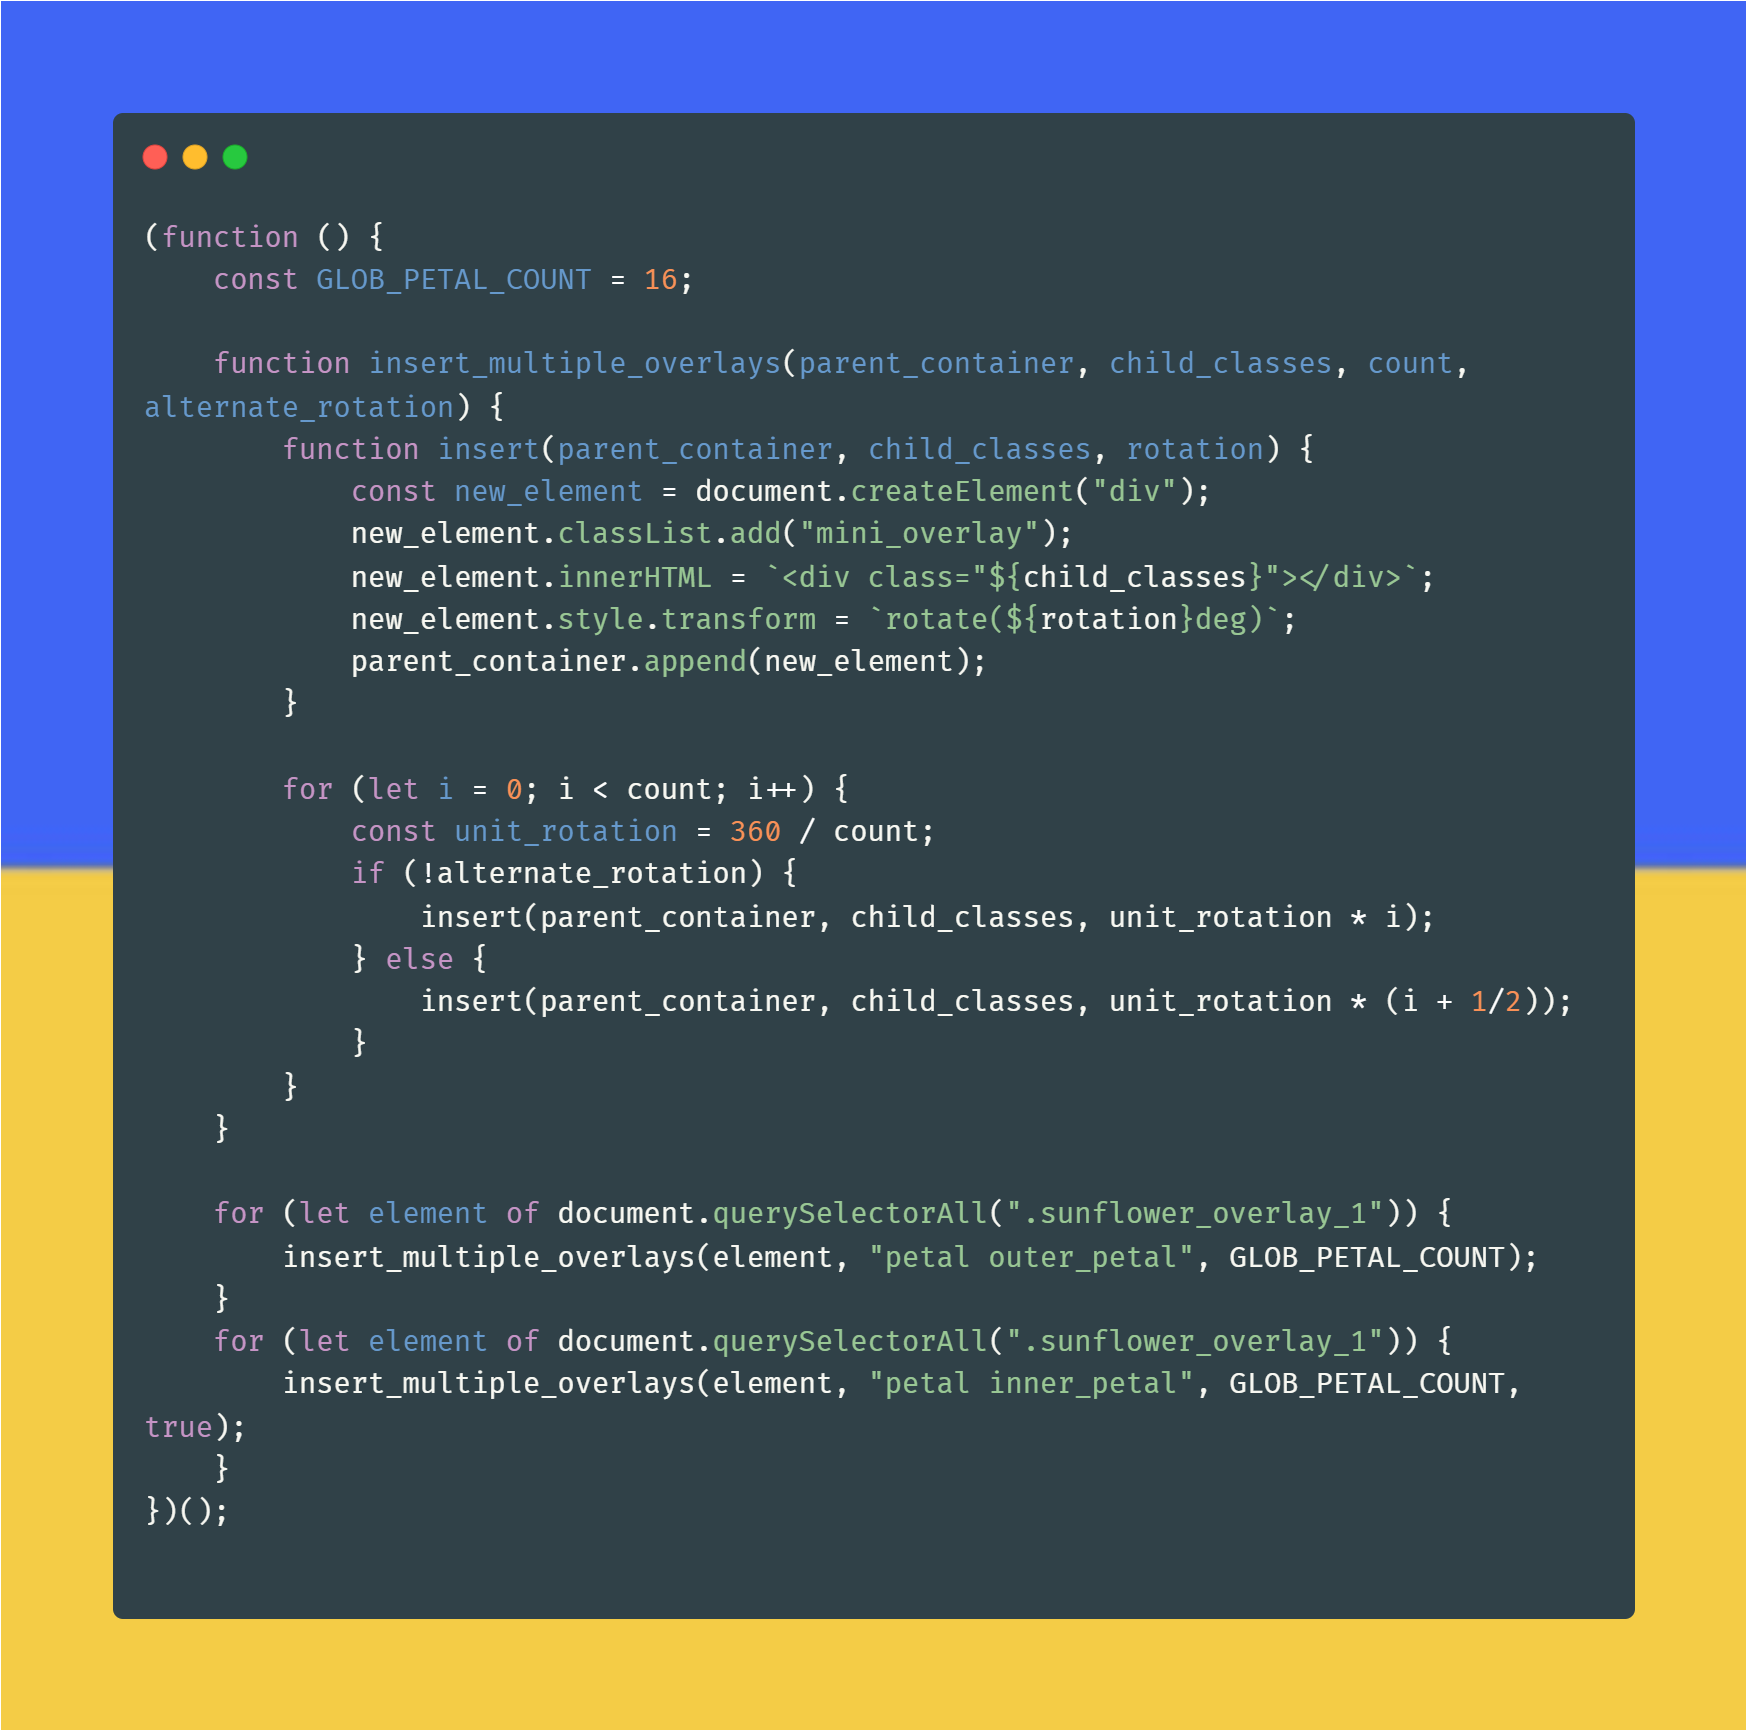 (function () {
    const GLOB_PETAL_COUNT = 16;

    function insert_multiple_overlays(parent_container, child_classes, count,
alternate_rotation) {
        function insert(parent_container, child_classes, rotation) {
            const new_element = document.createElement("div");
            new_element.classList.add("mini_overlay");
            new_element.innerHTML = `<div class="${child_classes}"></div>`;
            new_element.style.transform = `rotate(${rotation}deg)`;
            parent_container.append(new_element);
        }

        for (let i = 0; i < count; i++) {
            const unit_rotation = 360 / count;
            if (!alternate_rotation) {
                insert(parent_container, child_classes, unit_rotation * i);
            } else {
                insert(parent_container, child_classes, unit_rotation * (i + 1/2));
            }
        }
    }

    for (let element of document.querySelectorAll(".sunflower_overlay_1")) {
        insert_multiple_overlays(element, "petal outer_petal", GLOB_PETAL_COUNT);
    }
    for (let element of document.querySelectorAll(".sunflower_overlay_1")) {
        insert_multiple_overlays(element, "petal inner_petal", GLOB_PETAL_COUNT,
true);
    }
})();